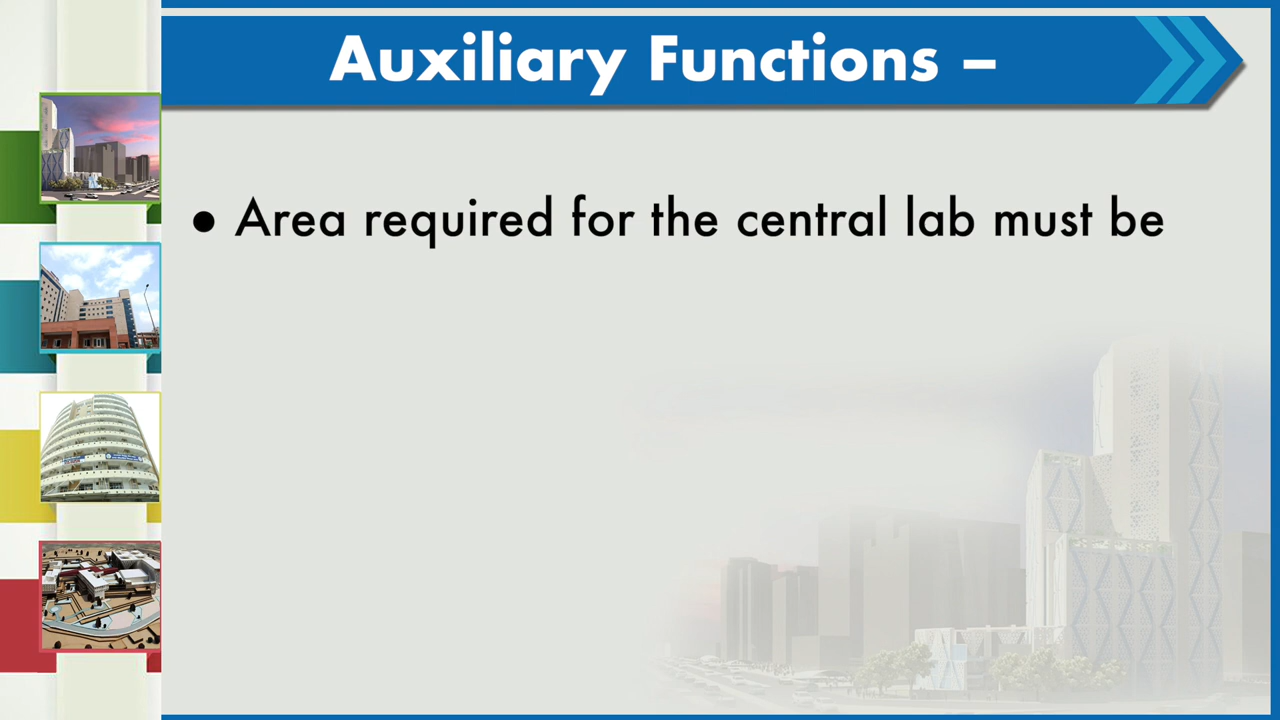 Auxiliary Functions –
● Area required for the central lab must be